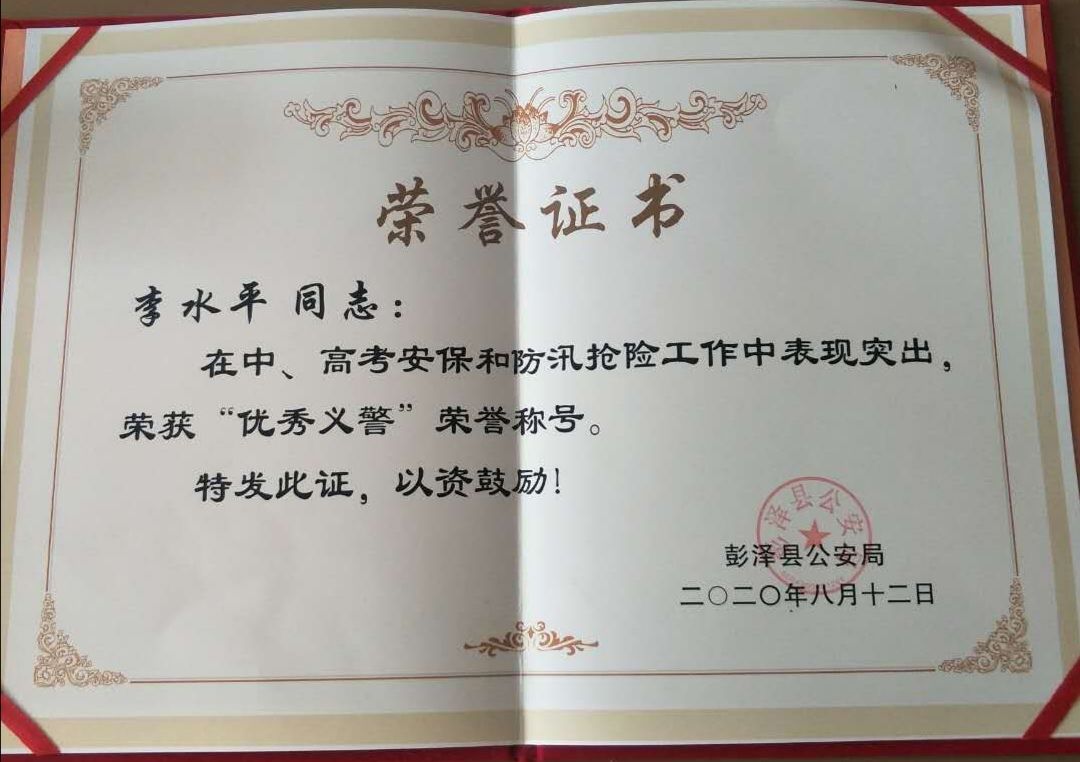 荣誉证书
李水平 同志：
在中、高考安保和防汛抢险工作中表现突出，
荣获“优秀义警”荣誉称号。
特发此证，以资鼓励！
彭泽县公安局
二〇二〇年八月十二日